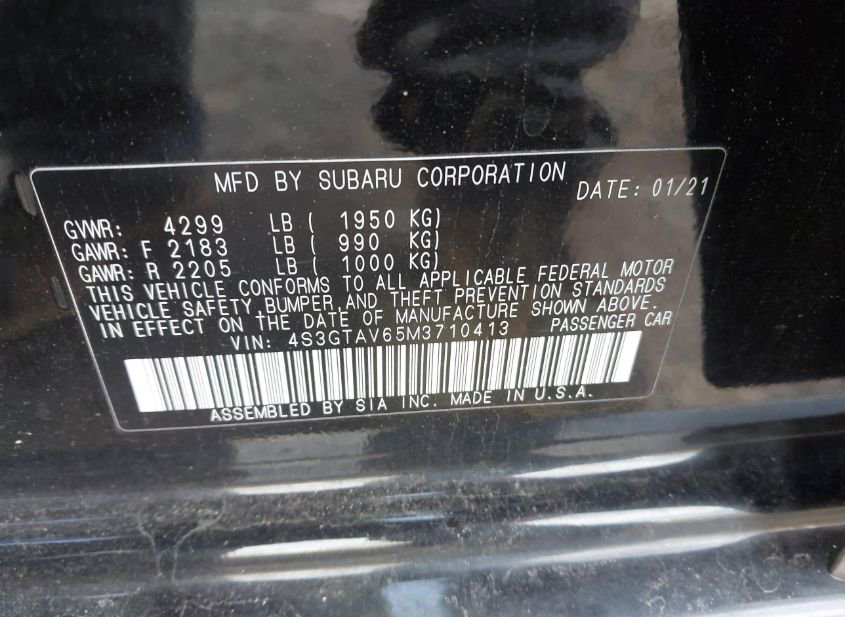 MFD BY SUBARU CORPORATION DATE: 01/21
GVWR: 4299 LB ( 1950 KG)
GAWR: F 2183 LB ( 990 KG)
GAWR: R 2205 LB ( 1000 KG)
THIS VEHICLE CONFORMS TO ALL APPLICABLE FEDERAL MOTOR
VEHICLE SAFETY, BUMPER, AND THEFT PREVENTION STANDARDS
IN EFFECT ON THE DATE OF MANUFACTURE SHOWN ABOVE.
VIN: 4S3GTAV65M3710413 PASSENGER CAR
ASSEMBLED BY SIA INC. MADE IN U.S.A.